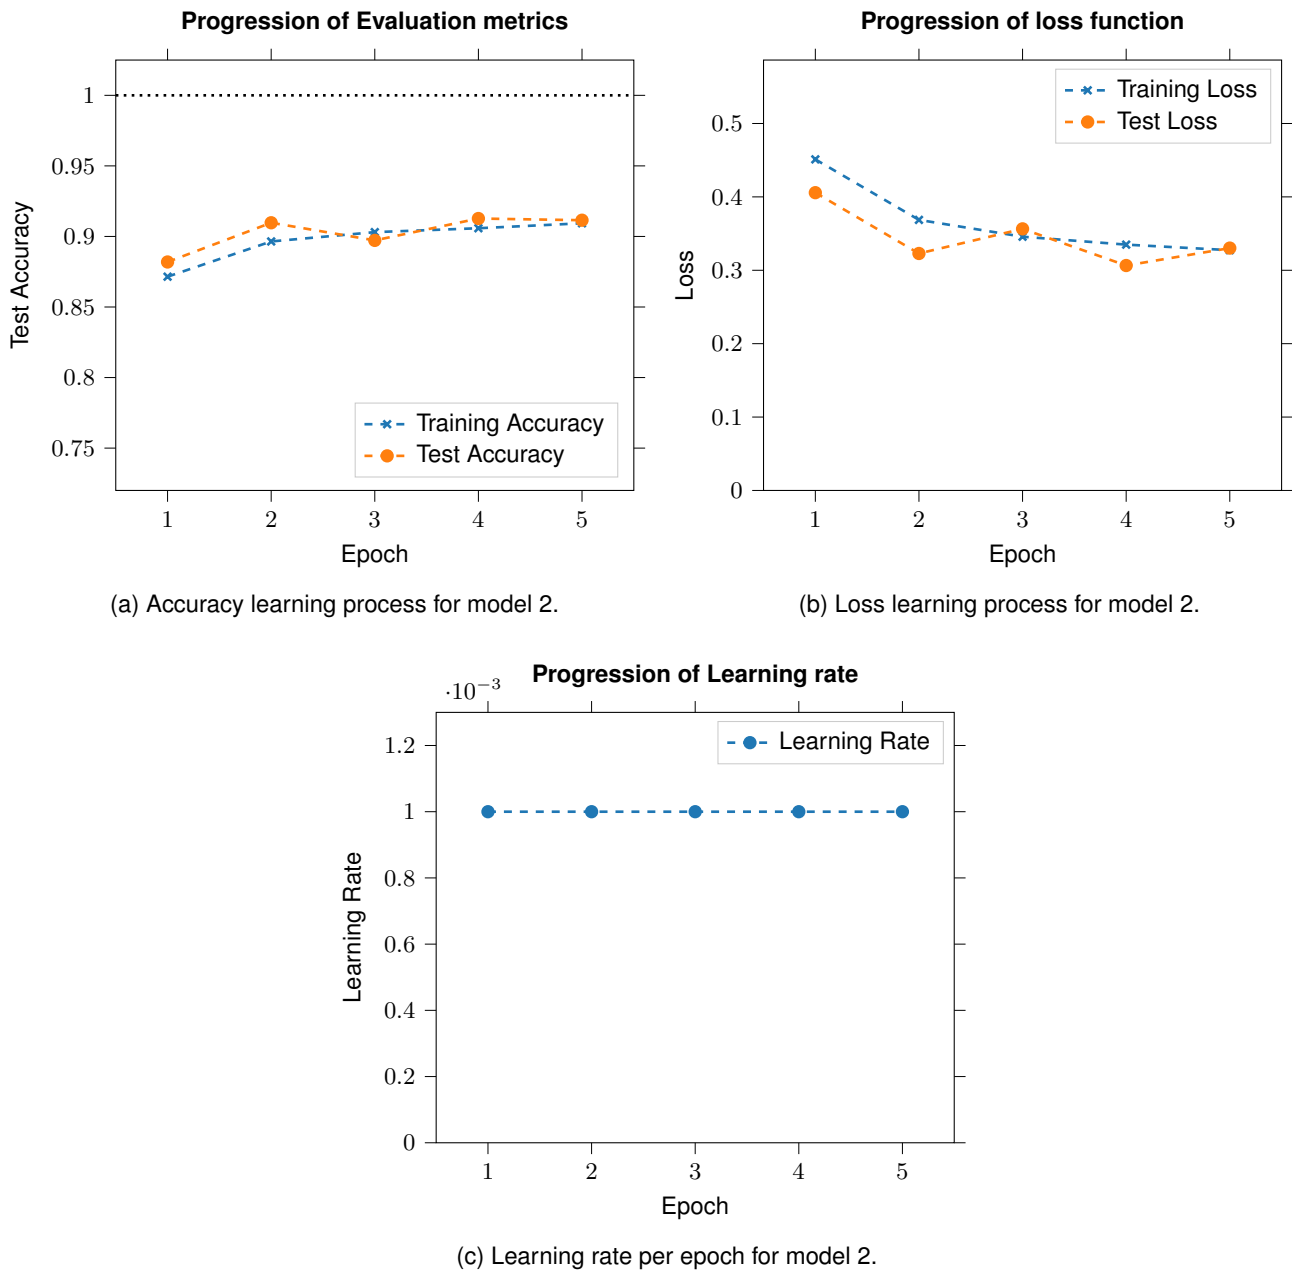 Progression of Evaluation metrics
1
0.95
0.9
0.85
0.8
0.75
Test Accuracy
Training Accuracy
Test Accuracy
1 2 3 4 5
Epoch
(a) Accuracy learning process for model 2.
Progression of loss function
Training Loss
Test Loss
0.5
0.4
0.3
0.2
0.1
0
Loss
1 2 3 4 5
Epoch
(b) Loss learning process for model 2.
Progression of Learning rate
·10⁻³
Learning Rate
1.2
1
0.8
0.6
0.4
0.2
0
Learning Rate
1 2 3 4 5
Epoch
(c) Learning rate per epoch for model 2.